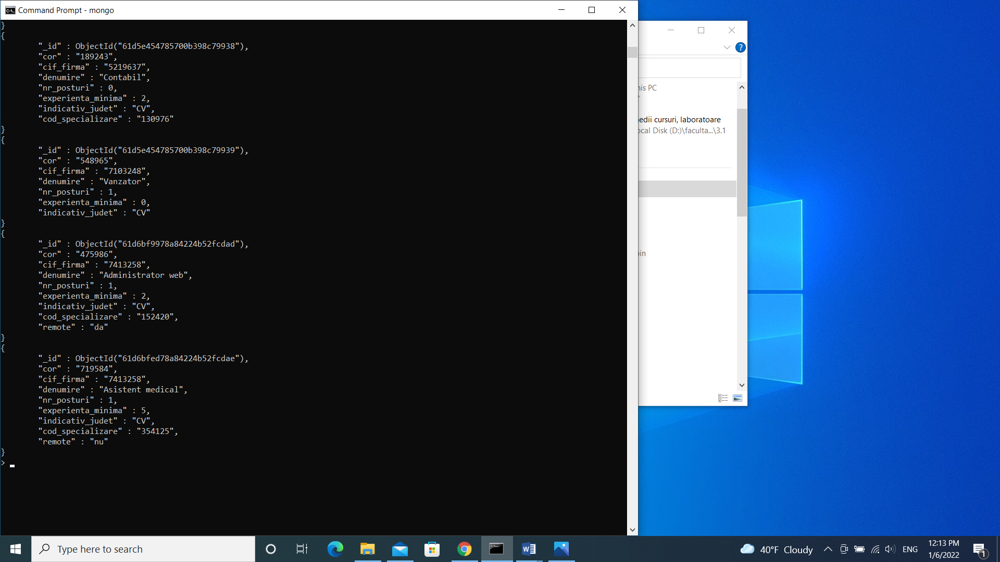 Command Prompt - mongo
}
{
"_id" : ObjectId("61d5e454785700b398c79938"),
"cor" : "189243",
"cif_firma" : "5219637",
"denumire" : "Contabil",
"nr_posturi" : 0,
"experienta_minima" : 2,
"indicativ_judet" : "CV",
"cod_specializare" : "130976"
}
{
"_id" : ObjectId("61d5e454785700b398c79939"),
"cor" : "548965",
"cif_firma" : "7103248",
"denumire" : "Vanzator",
"nr_posturi" : 1,
"experienta_minima" : 0,
"indicativ_judet" : "CV"
}
{
"_id" : ObjectId("61d6bf9978a84224b52fcdad"),
"cor" : "475986",
"cif_firma" : "7413258",
"denumire" : "Administrator web",
"nr_posturi" : 1,
"experienta_minima" : 2,
"indicativ_judet" : "CV",
"cod_specializare" : "152420",
"remote" : "da"
}
{
"_id" : ObjectId("61d6bfed78a84224b52fcdae"),
"cor" : "719584",
"cif_firma" : "7413258",
"denumire" : "Asistent medical",
"nr_posturi" : 1,
"experienta_minima" : 5,
"indicativ_judet" : "CV",
"cod_specializare" : "354125",
"remote" : "nu"
}
>
?
his PC
edii cursuri, laboratoare
ocal Disk (D:)\faculta...\3.1
bin
Type here to search
40°F Cloudy
ENG
12:13 PM
1/6/2022
1